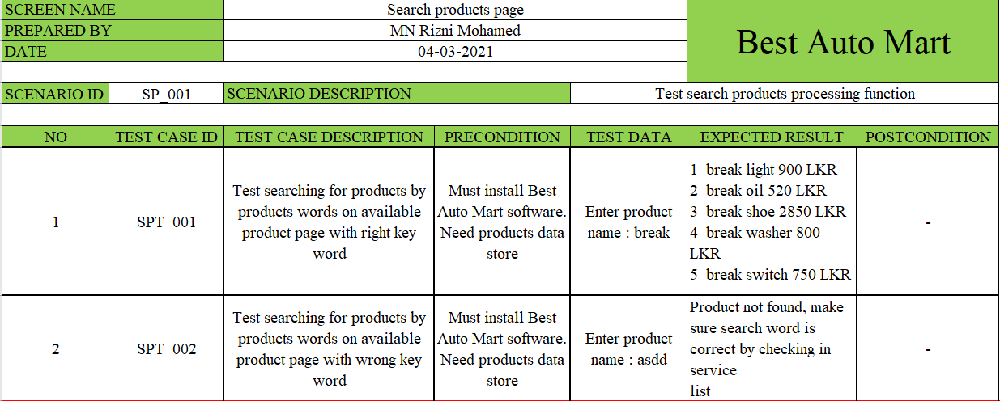 SCREEN NAME Search products page
PREPARED BY MN Rizni Mohamed
DATE 04-03-2021
Best Auto Mart
SCENARIO ID SP_001 SCENARIO DESCRIPTION Test search products processing function
NO TEST CASE ID TEST CASE DESCRIPTION PRECONDITION TEST DATA EXPECTED RESULT POSTCONDITION
1
SPT_001
Test searching for products by
products words on available
product page with right key
word
Must install Best
Auto Mart software.
Need products data
store
Enter product
name : break
1 break light 900 LKR
2 break oil 520 LKR
3 break shoe 2850 LKR
4 break washer 800
LKR
5 break switch 750 LKR
-
2
SPT_002
Test searching for products by
products words on available
product page with wrong key
word
Must install Best
Auto Mart software.
Need products data
store
Enter product
name : asdd
Product not found, make
sure search word is
correct by checking in
service
list
-